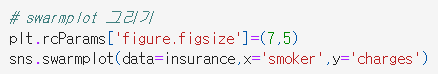 # swarmplot 그리기
plt.rcParams['figure.figsize']=(7,5)
sns.swarmplot(data=insurance,x='smoker',y='charges')